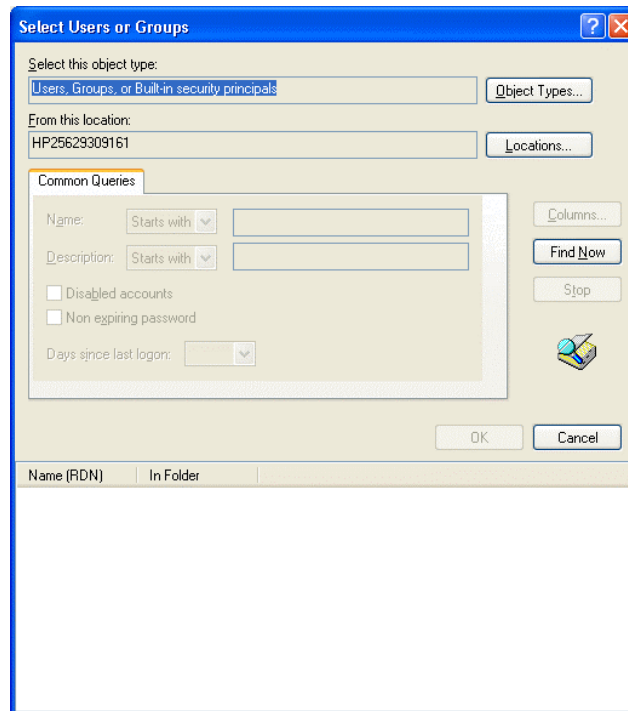 Select Users or Groups
Select this object type:
Users, Groups, or Built-in security principals
Object Types...
From this location:
HP25629309161
Locations...
Common Queries
Name: Starts with
Columns...
Description: Starts with
Find Now
Disabled accounts
Stop
Non expiring password
Days since last logon:
OK Cancel
Name (RDN) In Folder